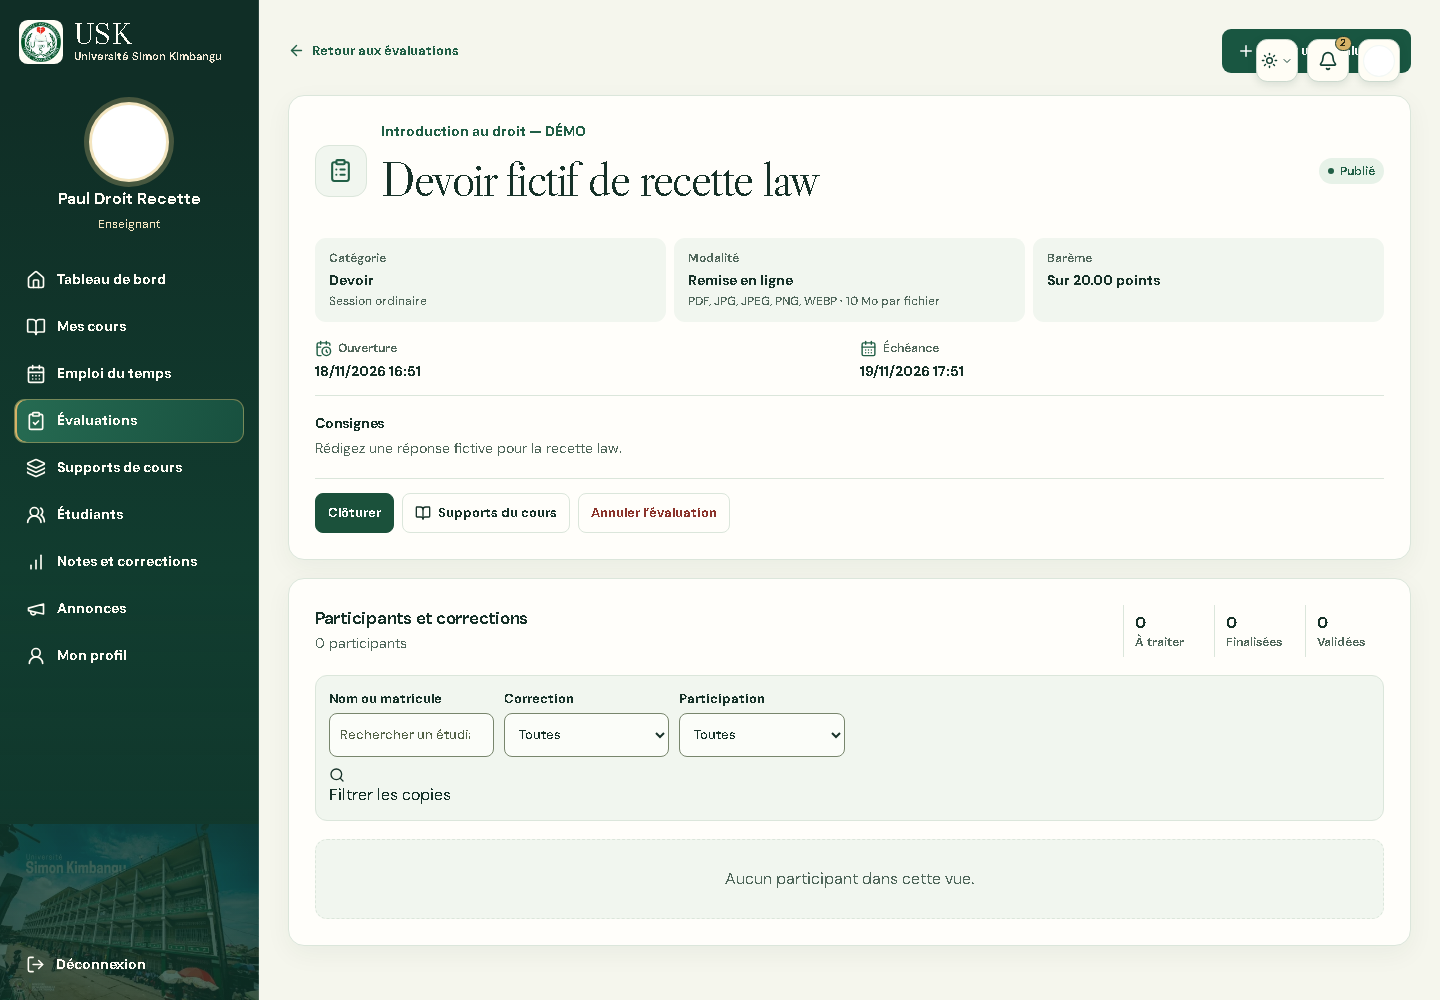 USK
Université Simon Kimbangu
Paul Droit Recette
Enseignant
Tableau de bord
Mes cours
Emploi du temps
Évaluations
Supports de cours
Étudiants
Notes et corrections
Annonces
Mon profil
Université
Simon Kimbangu
Déconnexion
Retour aux évaluations
2
Introduction au droit — DÉMO
Devoir fictif de recette law
Publié
Catégorie
Devoir
Session ordinaire
Modalité
Remise en ligne
PDF, JPG, JPEG, PNG, WEBP · 10 Mo par fichier
Barème
Sur 20.00 points
Ouverture
18/11/2026 16:51
Échéance
19/11/2026 17:51
Consignes
Rédigez une réponse fictive pour la recette law.
Clôturer
Supports du cours
Annuler l'évaluation
Participants et corrections
0 participants
0
À traiter
0
Finalisées
0
Validées
Nom ou matricule
Correction
Participation
Rechercher un étudi
Toutes
Toutes
Filtrer les copies
Aucun participant dans cette vue.